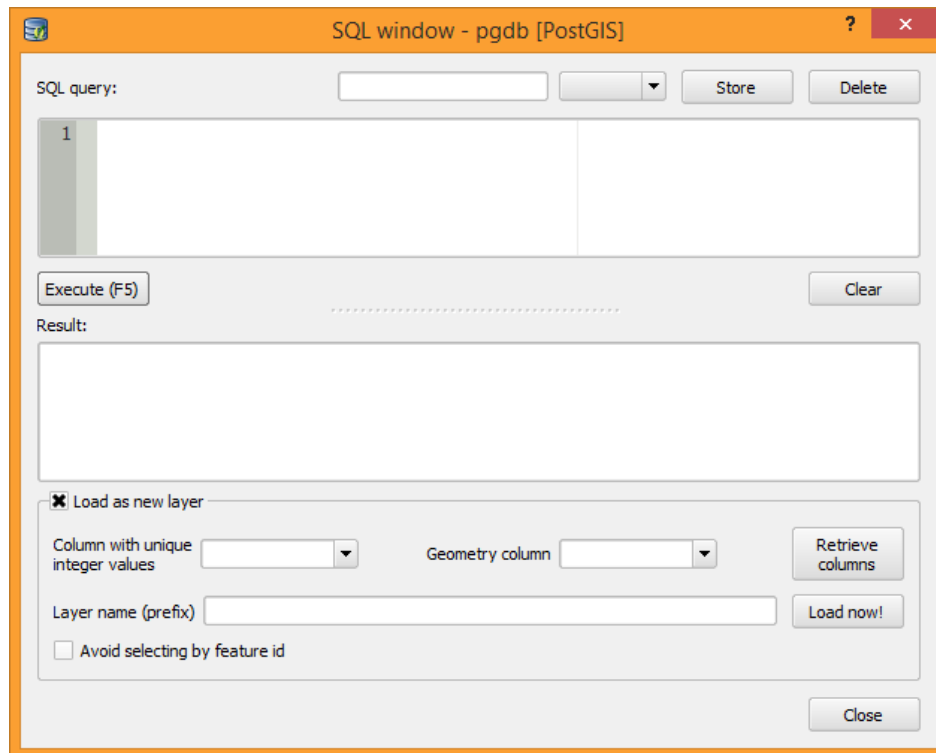 SQL window - pgdb [PostGIS]
?
SQL query:
Store
Delete
1
Execute (F5)
Clear
Result:
Load as new layer
Column with unique
integer values
Geometry column
Retrieve
columns
Layer name (prefix)
Load now!
Avoid selecting by feature id
Close